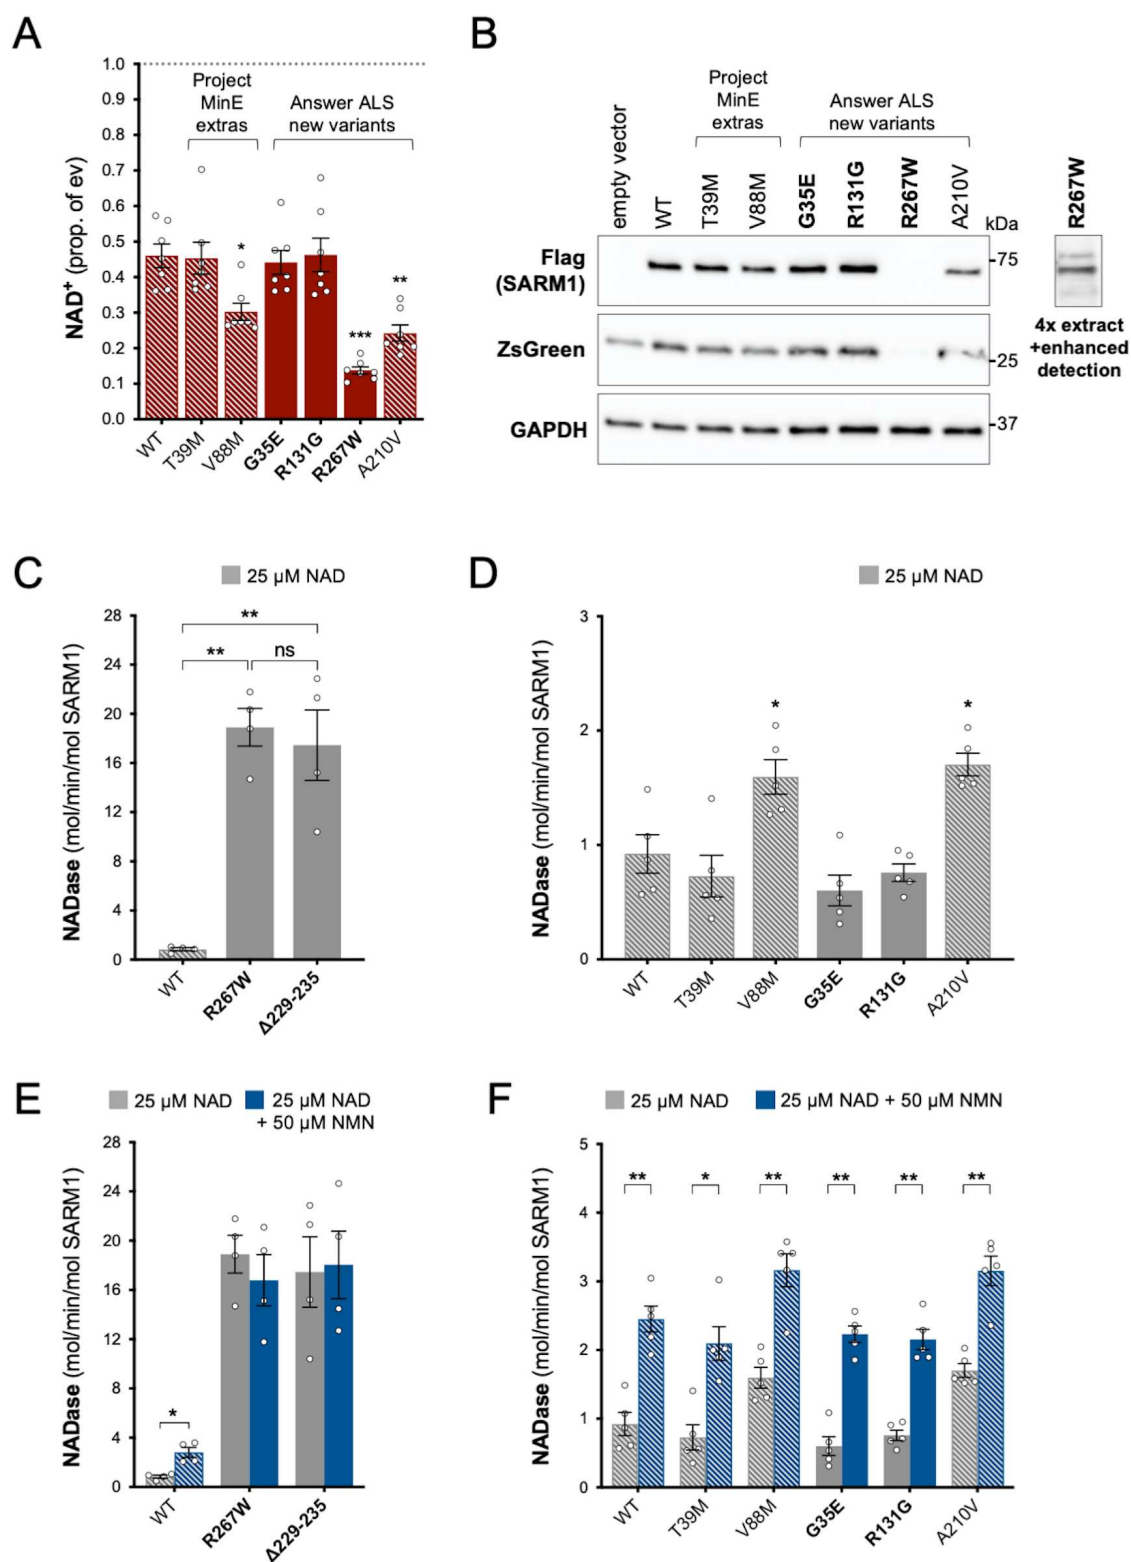 A
NAD⁺ (prop. of ev)
1.0
0.9
0.8
0.7
0.6
0.5
0.4
0.3
0.2
0.1
0.0
Project
MinE
extras
Answer ALS
new variants
*
***
**
WT
T39M
V88M
G35E
R131G
R267W
A210V
B
Project
MinE
extras
Answer ALS
new variants
empty vector
WT
T39M
V88M
G35E
R131G
R267W
A210V
kDa
R267W
Flag
(SARM1)
75
ZsGreen
25
GAPDH
37
4x extract
+enhanced
detection
C
25 µM NAD
NADase (mol/min/mol SARM1)
28
24
20
16
12
8
4
0
**
**
ns
WT
R267W
Δ229-235
D
25 µM NAD
NADase (mol/min/mol SARM1)
3
2
1
0
*
*
WT
T39M
V88M
G35E
R131G
A210V
E
25 µM NAD
25 µM NAD
+ 50 µM NMN
NADase (mol/min/mol SARM1)
28
24
20
16
12
8
4
0
*
WT
R267W
Δ229-235
F
25 µM NAD
25 µM NAD + 50 µM NMN
NADase (mol/min/mol SARM1)
5
4
3
2
1
0
**
*
**
**
**
**
WT
T39M
V88M
G35E
R131G
A210V